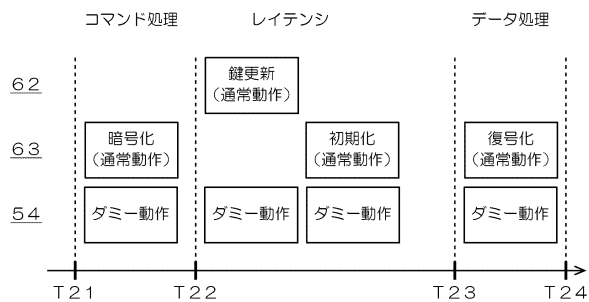 コマンド処理
レイテンシ
データ処理
６２
鍵更新
（通常動作）
６３
暗号化
（通常動作）
初期化
（通常動作）
復号化
（通常動作）
５４
ダミー動作
ダミー動作
ダミー動作
ダミー動作
Ｔ２１
Ｔ２２
Ｔ２３
Ｔ２４